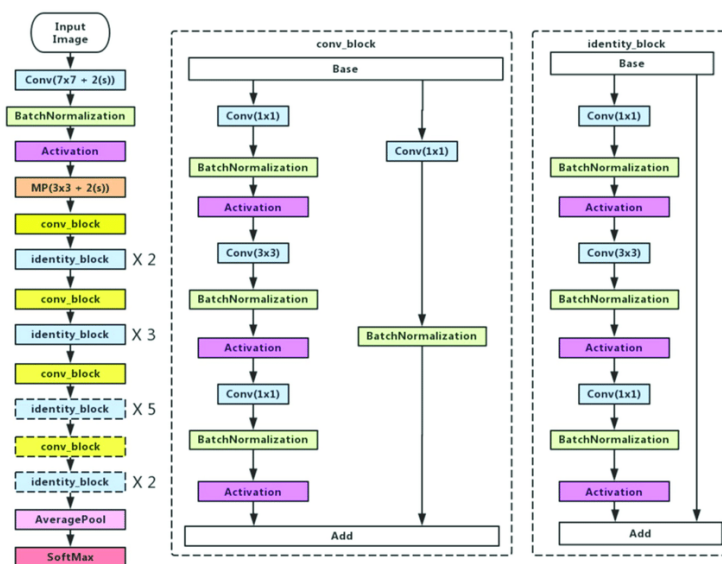 Input
Image
Conv(7x7 + 2(s))
BatchNormalization
Activation
MP(3x3 + 2(s))
conv_block
identity_block X 2
conv_block
identity_block X 3
conv_block
identity_block X 5
conv_block
identity_block X 2
AveragePool
SoftMax
conv_block
Base
Conv(1x1)
BatchNormalization
Activation
Conv(3x3)
BatchNormalization
Activation
Conv(1x1)
BatchNormalization
Activation
Conv(1x1)
BatchNormalization
Add
identity_block
Base
Conv(1x1)
BatchNormalization
Activation
Conv(3x3)
BatchNormalization
Activation
Conv(1x1)
BatchNormalization
Activation
Add